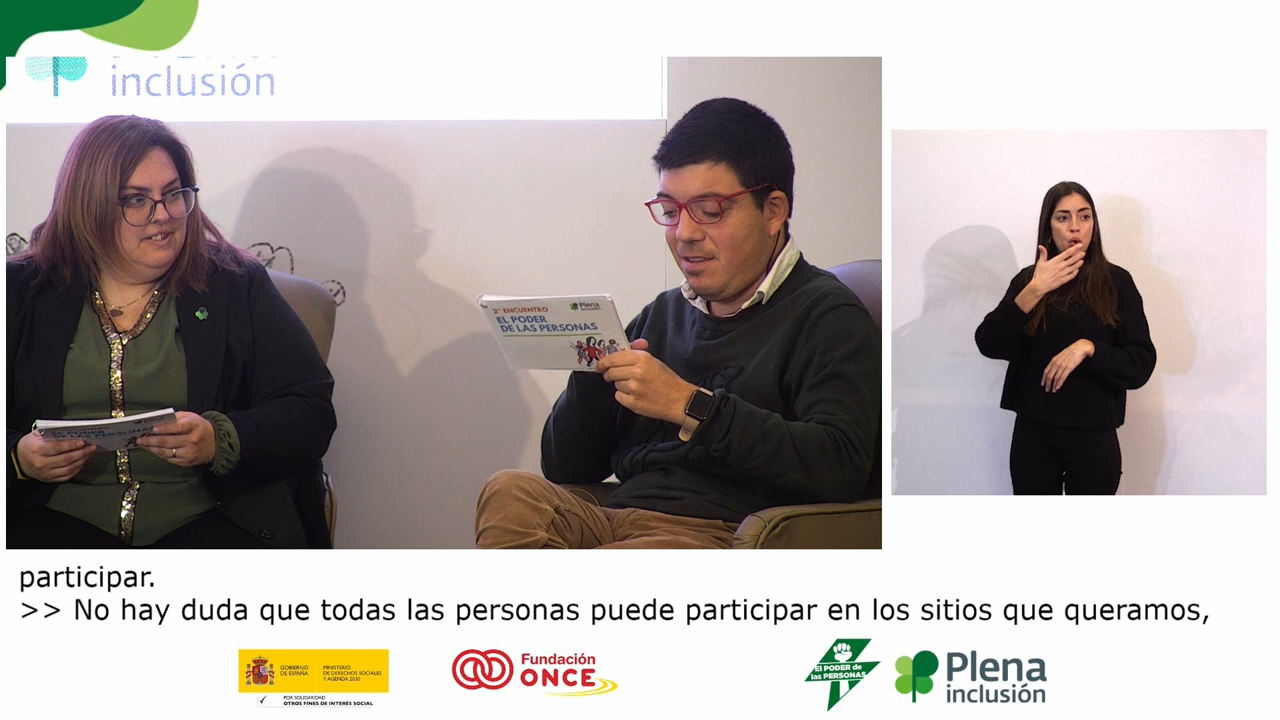 inclusión
2º ENCUENTRO
EL PODER
DE LAS PERSONAS
Plena
inclusión
participar.
>> No hay duda que todas las personas puede participar en los sitios que queramos,
GOBIERNO
DE ESPAÑA
MINISTERIO
DE DERECHOS SOCIALES
Y AGENDA 2030
POR SOLIDARIDAD
OTROS FINES DE INTERÉS SOCIAL
Fundación
ONCE
EL PODER de
las PERSONAS
Plena
inclusión